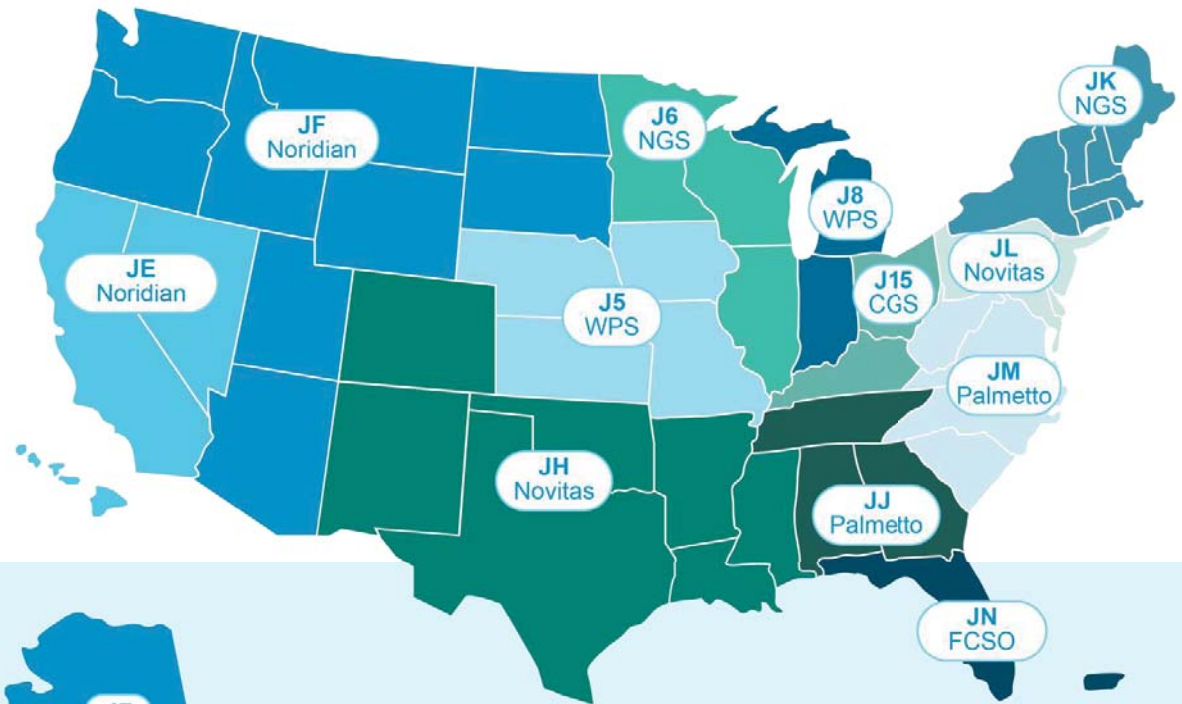 JK
NGS
JF
Noridian
J6
NGS
J8
WPS
JL
Novitas
JE
Noridian
J15
CGS
J5
WPS
JM
Palmetto
JH
Novitas
JJ
Palmetto
JN
FCSO